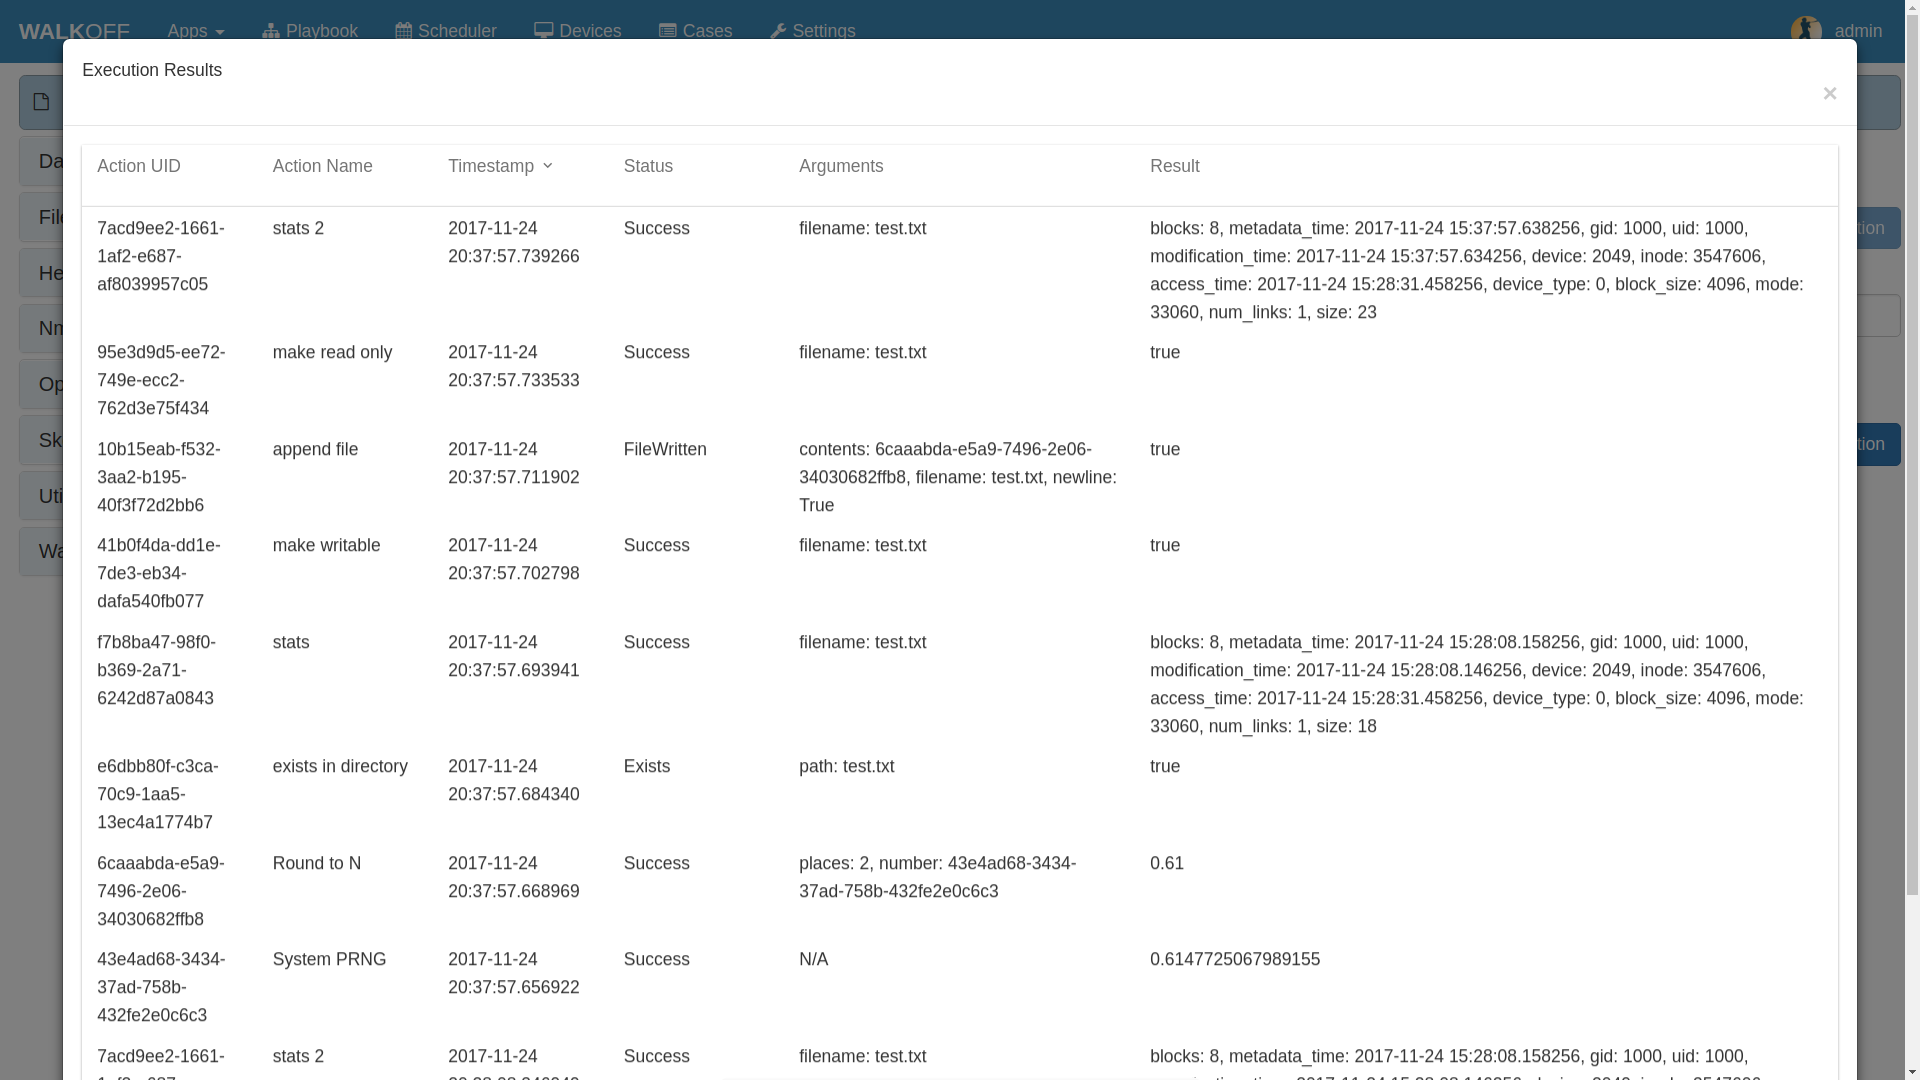 WALKOFF Apps Playbook Scheduler Devices Cases Settings admin
Execution Results
×
Action UID Action Name Timestamp Status Arguments Result
7acd9ee2-1661- stats 2 2017-11-24 Success filename: test.txt blocks: 8, metadata_time: 2017-11-24 15:37:57.638256, gid: 1000, uid: 1000,
1af2-e687- 20:37:57.739266 modification_time: 2017-11-24 15:37:57.634256, device: 2049, inode: 3547606,
af8039957c05 access_time: 2017-11-24 15:28:31.458256, device_type: 0, block_size: 4096, mode:
33060, num_links: 1, size: 23
95e3d9d5-ee72- make read only 2017-11-24 Success filename: test.txt true
749e-ecc2- 20:37:57.733533
762d3e75f434
10b15eab-f532- append file 2017-11-24 FileWritten contents: 6caaabda-e5a9-7496-2e06- true
3aa2-b195- 20:37:57.711902 34030682ffb8, filename: test.txt, newline:
40f3f72d2bb6 True
41b0f4da-dd1e- make writable 2017-11-24 Success filename: test.txt true
7de3-eb34- 20:37:57.702798
dafa540fb077
f7b8ba47-98f0- stats 2017-11-24 Success filename: test.txt blocks: 8, metadata_time: 2017-11-24 15:28:08.158256, gid: 1000, uid: 1000,
b369-2a71- 20:37:57.693941 modification_time: 2017-11-24 15:28:08.146256, device: 2049, inode: 3547606,
6242d87a0843 access_time: 2017-11-24 15:28:31.458256, device_type: 0, block_size: 4096, mode:
33060, num_links: 1, size: 18
e6dbb80f-c3ca- exists in directory 2017-11-24 Exists path: test.txt true
70c9-1aa5- 20:37:57.684340
13ec4a1774b7
6caaabda-e5a9- Round to N 2017-11-24 Success places: 2, number: 43e4ad68-3434- 0.61
7496-2e06- 20:37:57.668969 37ad-758b-432fe2e0c6c3
34030682ffb8
43e4ad68-3434- System PRNG 2017-11-24 Success N/A 0.6147725067989155
37ad-758b- 20:37:57.656922
432fe2e0c6c3
7acd9ee2-1661- stats 2 2017-11-24 Success filename: test.txt blocks: 8, metadata_time: 2017-11-24 15:28:08.158256, gid: 1000, uid: 1000,